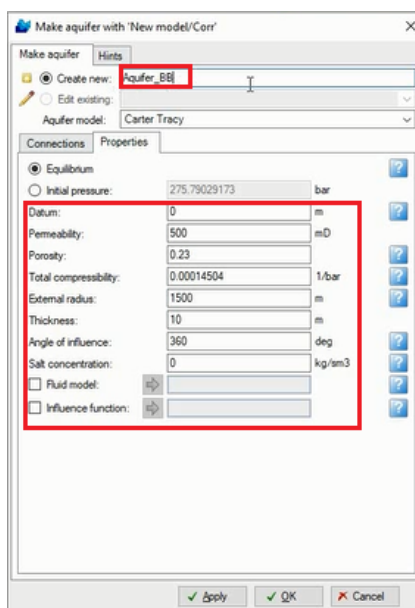 Make aquifer with 'New model/Corr'
Make aquifer Hints
Create new: Aquifer_BB
Edit existing:
Aquifer model: Carter Tracy
Connections Properties
Equilibrium ?
Initial pressure: 275.79029173 bar
Datum: 0 m ?
Permeability: 500 mD
Porosity: 0.23 ?
Total compressibility: 0.00014504 1/bar ?
External radius: 1500 m ?
Thickness: 10 m
Angle of influence: 360 deg ?
Salt concentration: 0 kg/sm3 ?
Fluid model: ?
Influence function: ?
Apply OK Cancel